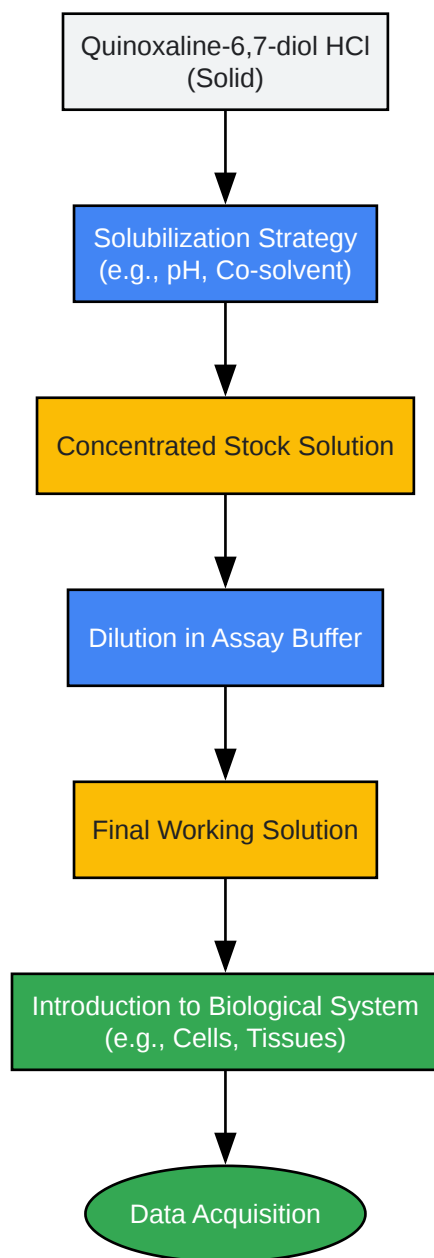 Quinoxaline-6,7-diol HCl
(Solid)
Solubilization Strategy
(e.g., pH, Co-solvent)
Concentrated Stock Solution
Dilution in Assay Buffer
Final Working Solution
Introduction to Biological System
(e.g., Cells, Tissues)
Data Acquisition